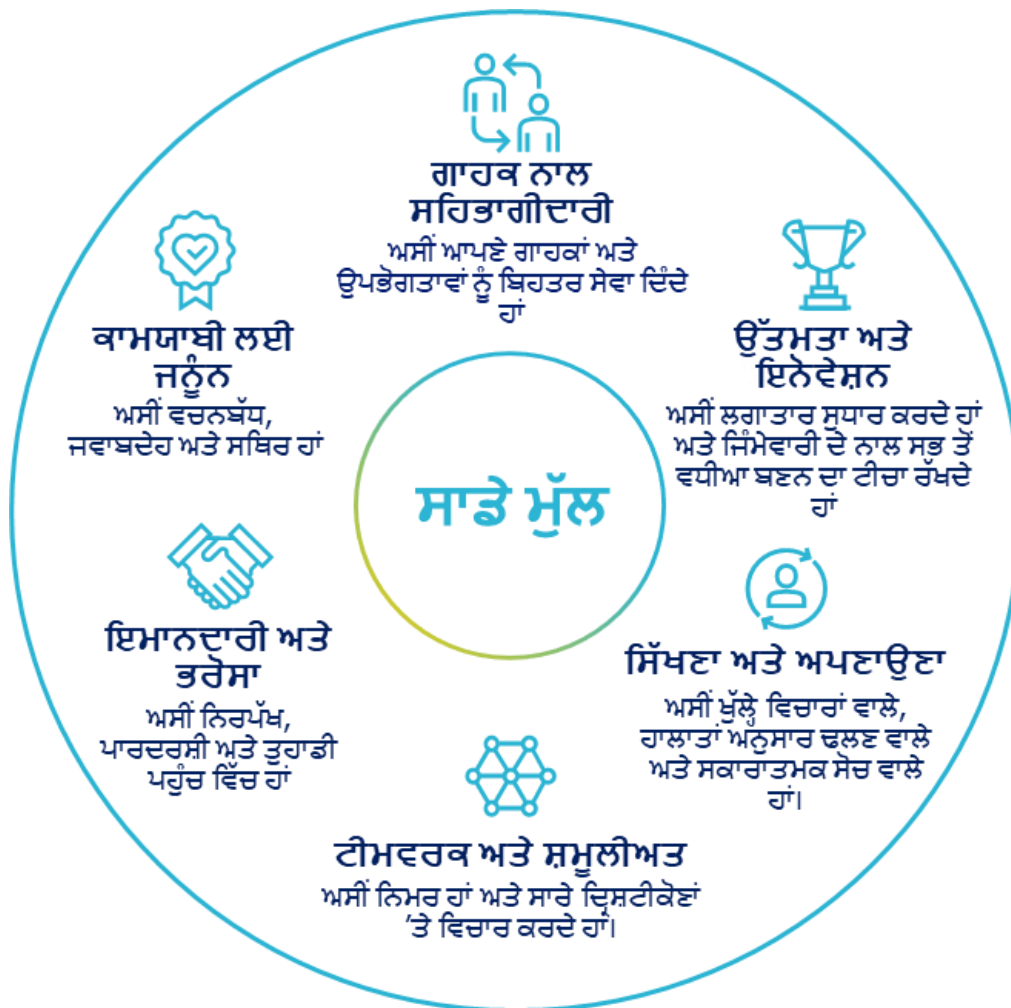 ਗਾਹਕ ਨਾਲ
ਸਹਿਭਾਗੀਦਾਰੀ
ਅਸੀਂ ਆਪਣੇ ਗਾਹਕਾਂ ਅਤੇ
ਉਪਭੋਗਤਾਵਾਂ ਨੂੰ ਬਿਹਤਰ ਸੇਵਾ ਦਿੰਦੇ
ਹਾਂ
ਉੱਤਮਤਾ ਅਤੇ
ਇਨੋਵੇਸ਼ਨ
ਅਸੀਂ ਲਗਾਤਾਰ ਸੁਧਾਰ ਕਰਦੇ ਹਾਂ
ਅਤੇ ਜਿੰਮੇਵਾਰੀ ਦੇ ਨਾਲ ਸਭ ਤੋਂ
ਵਧੀਆ ਬਣਨ ਦਾ ਟੀਚਾ ਰੱਖਦੇ
ਹਾਂ
ਸਿੱਖਣਾ ਅਤੇ ਅਪਣਾਉਣਾ
ਅਸੀਂ ਖੁੱਲ੍ਹੇ ਵਿਚਾਰਾਂ ਵਾਲੇ,
ਹਾਲਾਤਾਂ ਅਨੁਸਾਰ ਢਲਣ ਵਾਲੇ
ਅਤੇ ਸਕਾਰਾਤਮਕ ਸੋਚ ਵਾਲੇ
ਹਾਂ।
ਟੀਮਵਰਕ ਅਤੇ ਸ਼ਮੂਲੀਅਤ
ਅਸੀਂ ਨਿਮਰ ਹਾਂ ਅਤੇ ਸਾਰੇ ਦ੍ਰਿਸ਼ਟੀਕੋਣਾਂ
'ਤੇ ਵਿਚਾਰ ਕਰਦੇ ਹਾਂ।
ਇਮਾਨਦਾਰੀ ਅਤੇ
ਭਰੋਸਾ
ਅਸੀਂ ਨਿਰਪੱਖ,
ਪਾਰਦਰਸ਼ੀ ਅਤੇ ਤੁਹਾਡੀ
ਪਹੁੰਚ ਵਿੱਚ ਹਾਂ
ਕਾਮਯਾਬੀ ਲਈ
ਜਨੂੰਨ
ਅਸੀਂ ਵਚਨਬੱਧ,
ਜਵਾਬਦੇਹ ਅਤੇ ਸਥਿਰ ਹਾਂ
ਸਾਡੇ ਮੁੱਲ